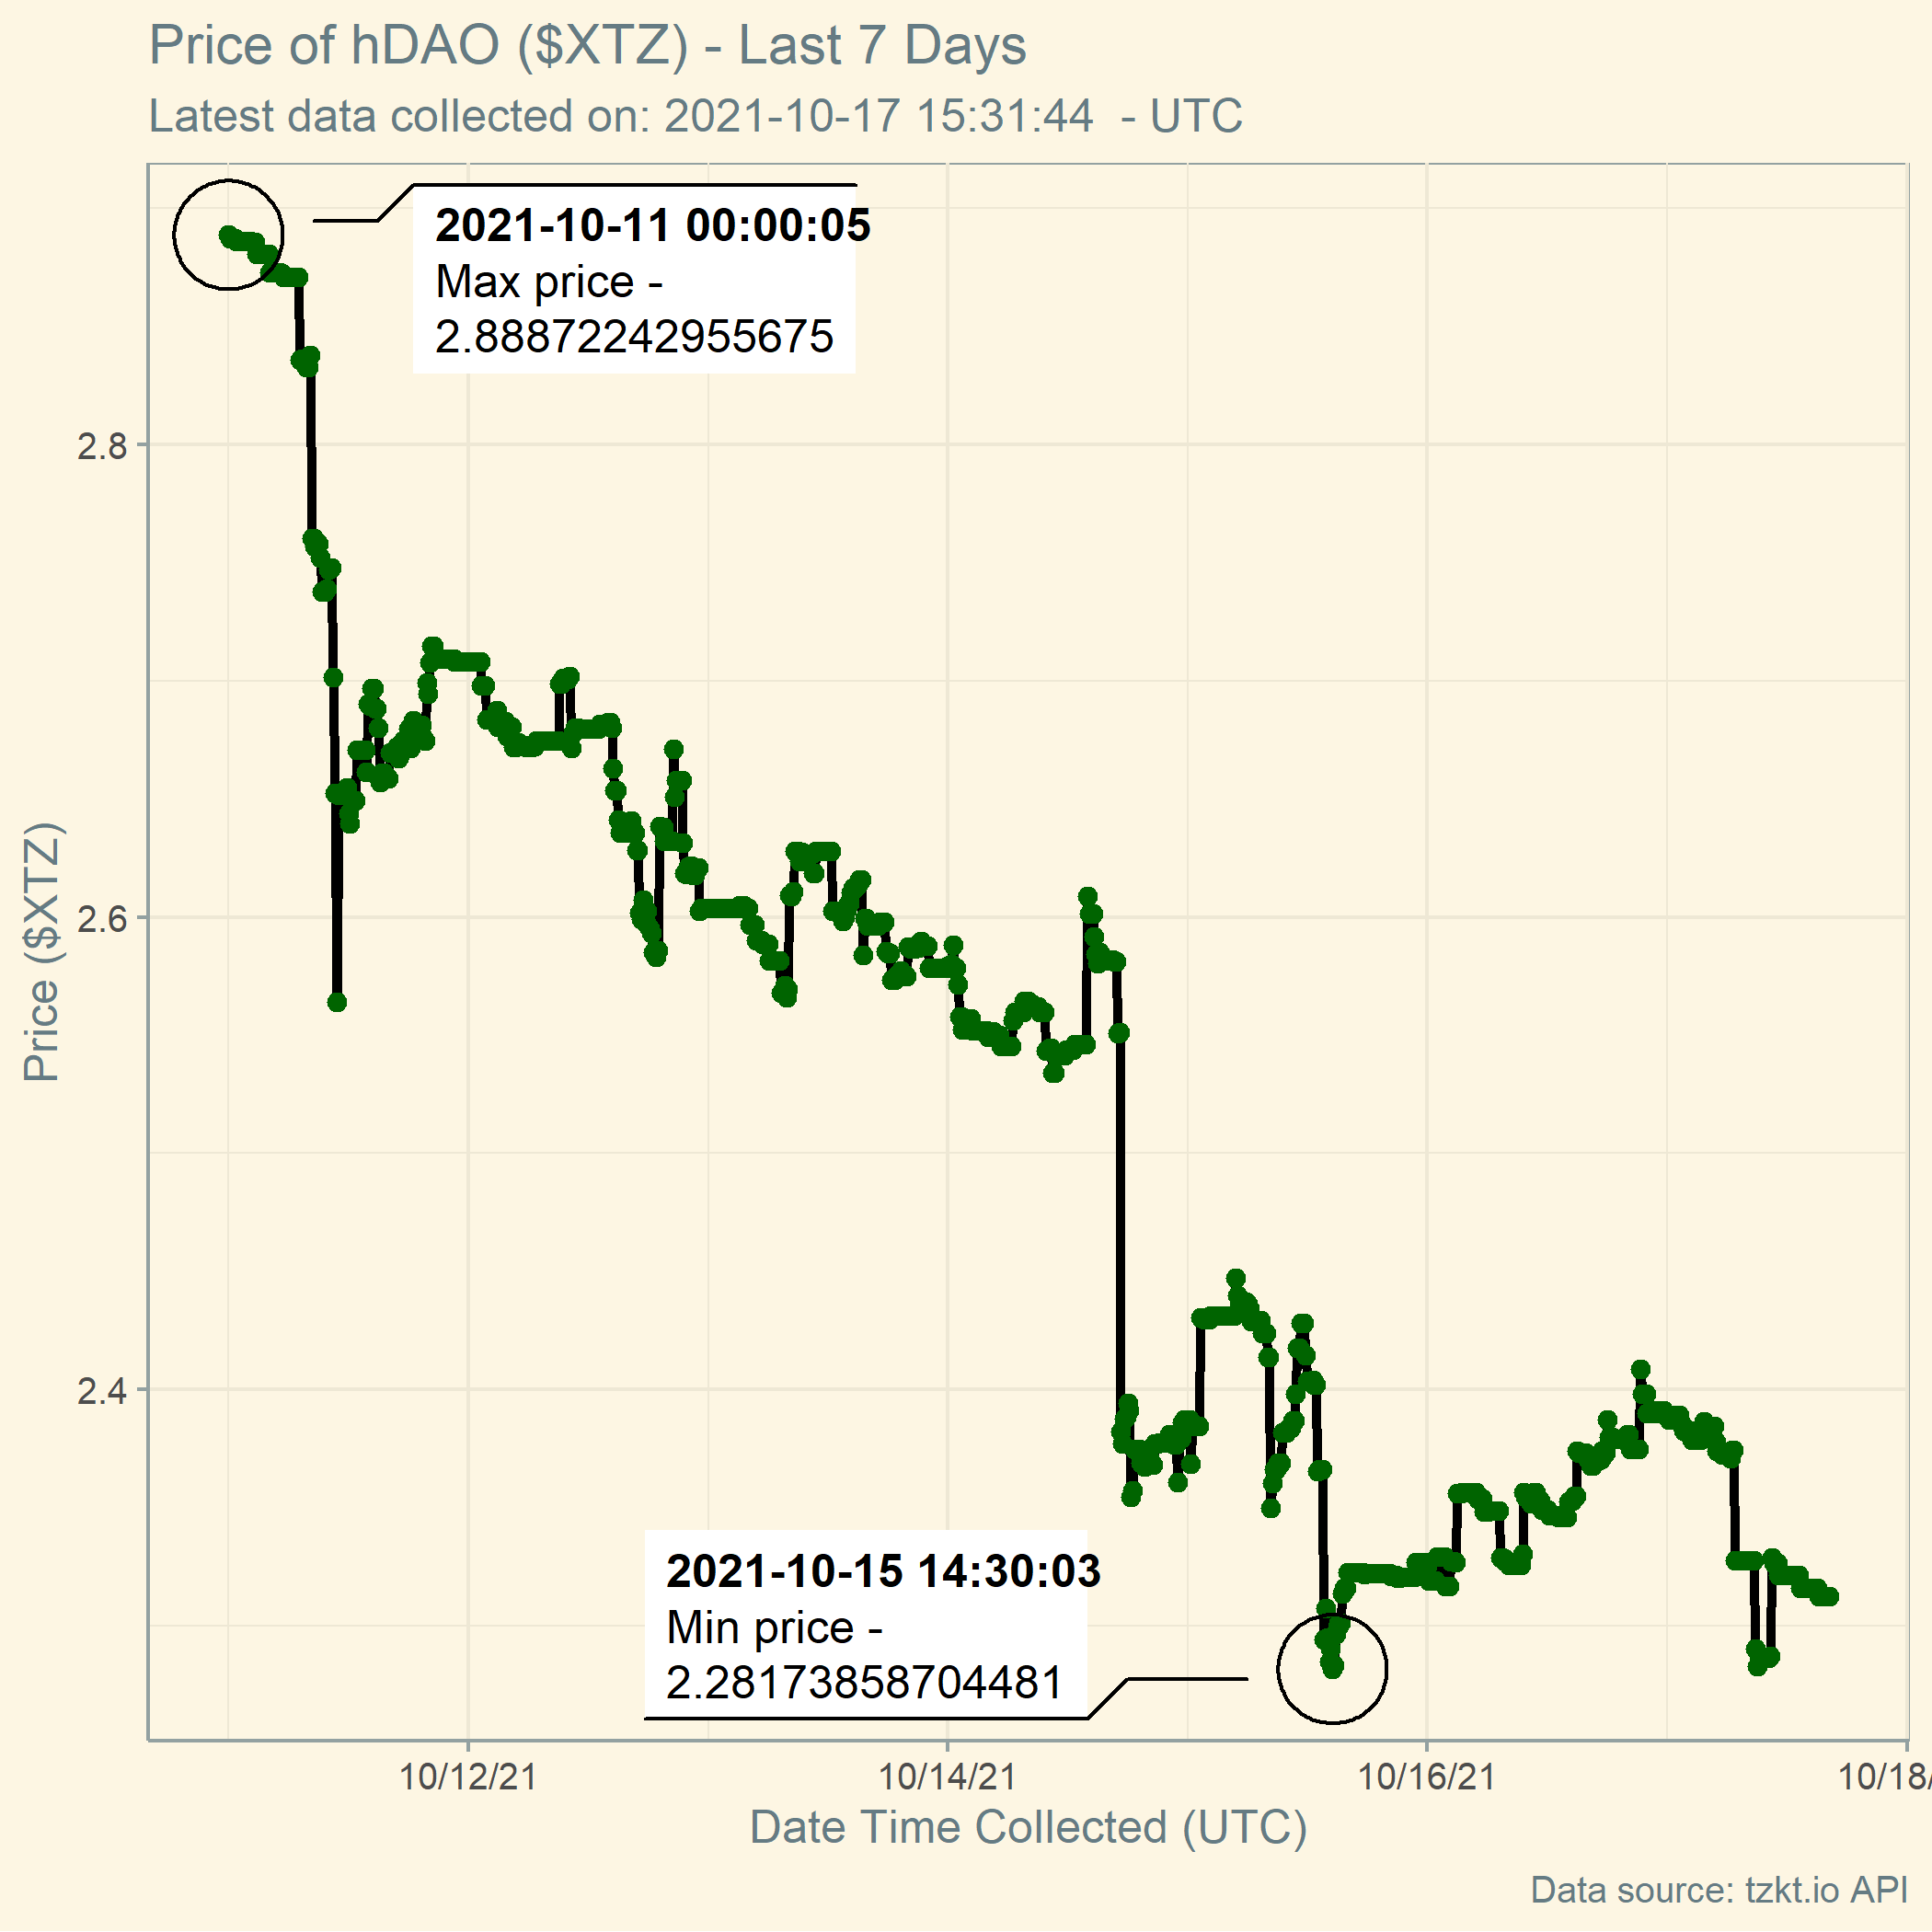 Price of hDAO ($XTZ) - Last 7 Days
Latest data collected on: 2021-10-17 15:31:44  - UTC
2021-10-11 00:00:05
Max price -
2.88872242955675
2.8
2.6
2.4
Price ($XTZ)
2021-10-15 14:30:03
Min price -
2.28173858704481
10/12/21
10/14/21
10/16/21
10/18/
Date Time Collected (UTC)
Data source: tzkt.io API